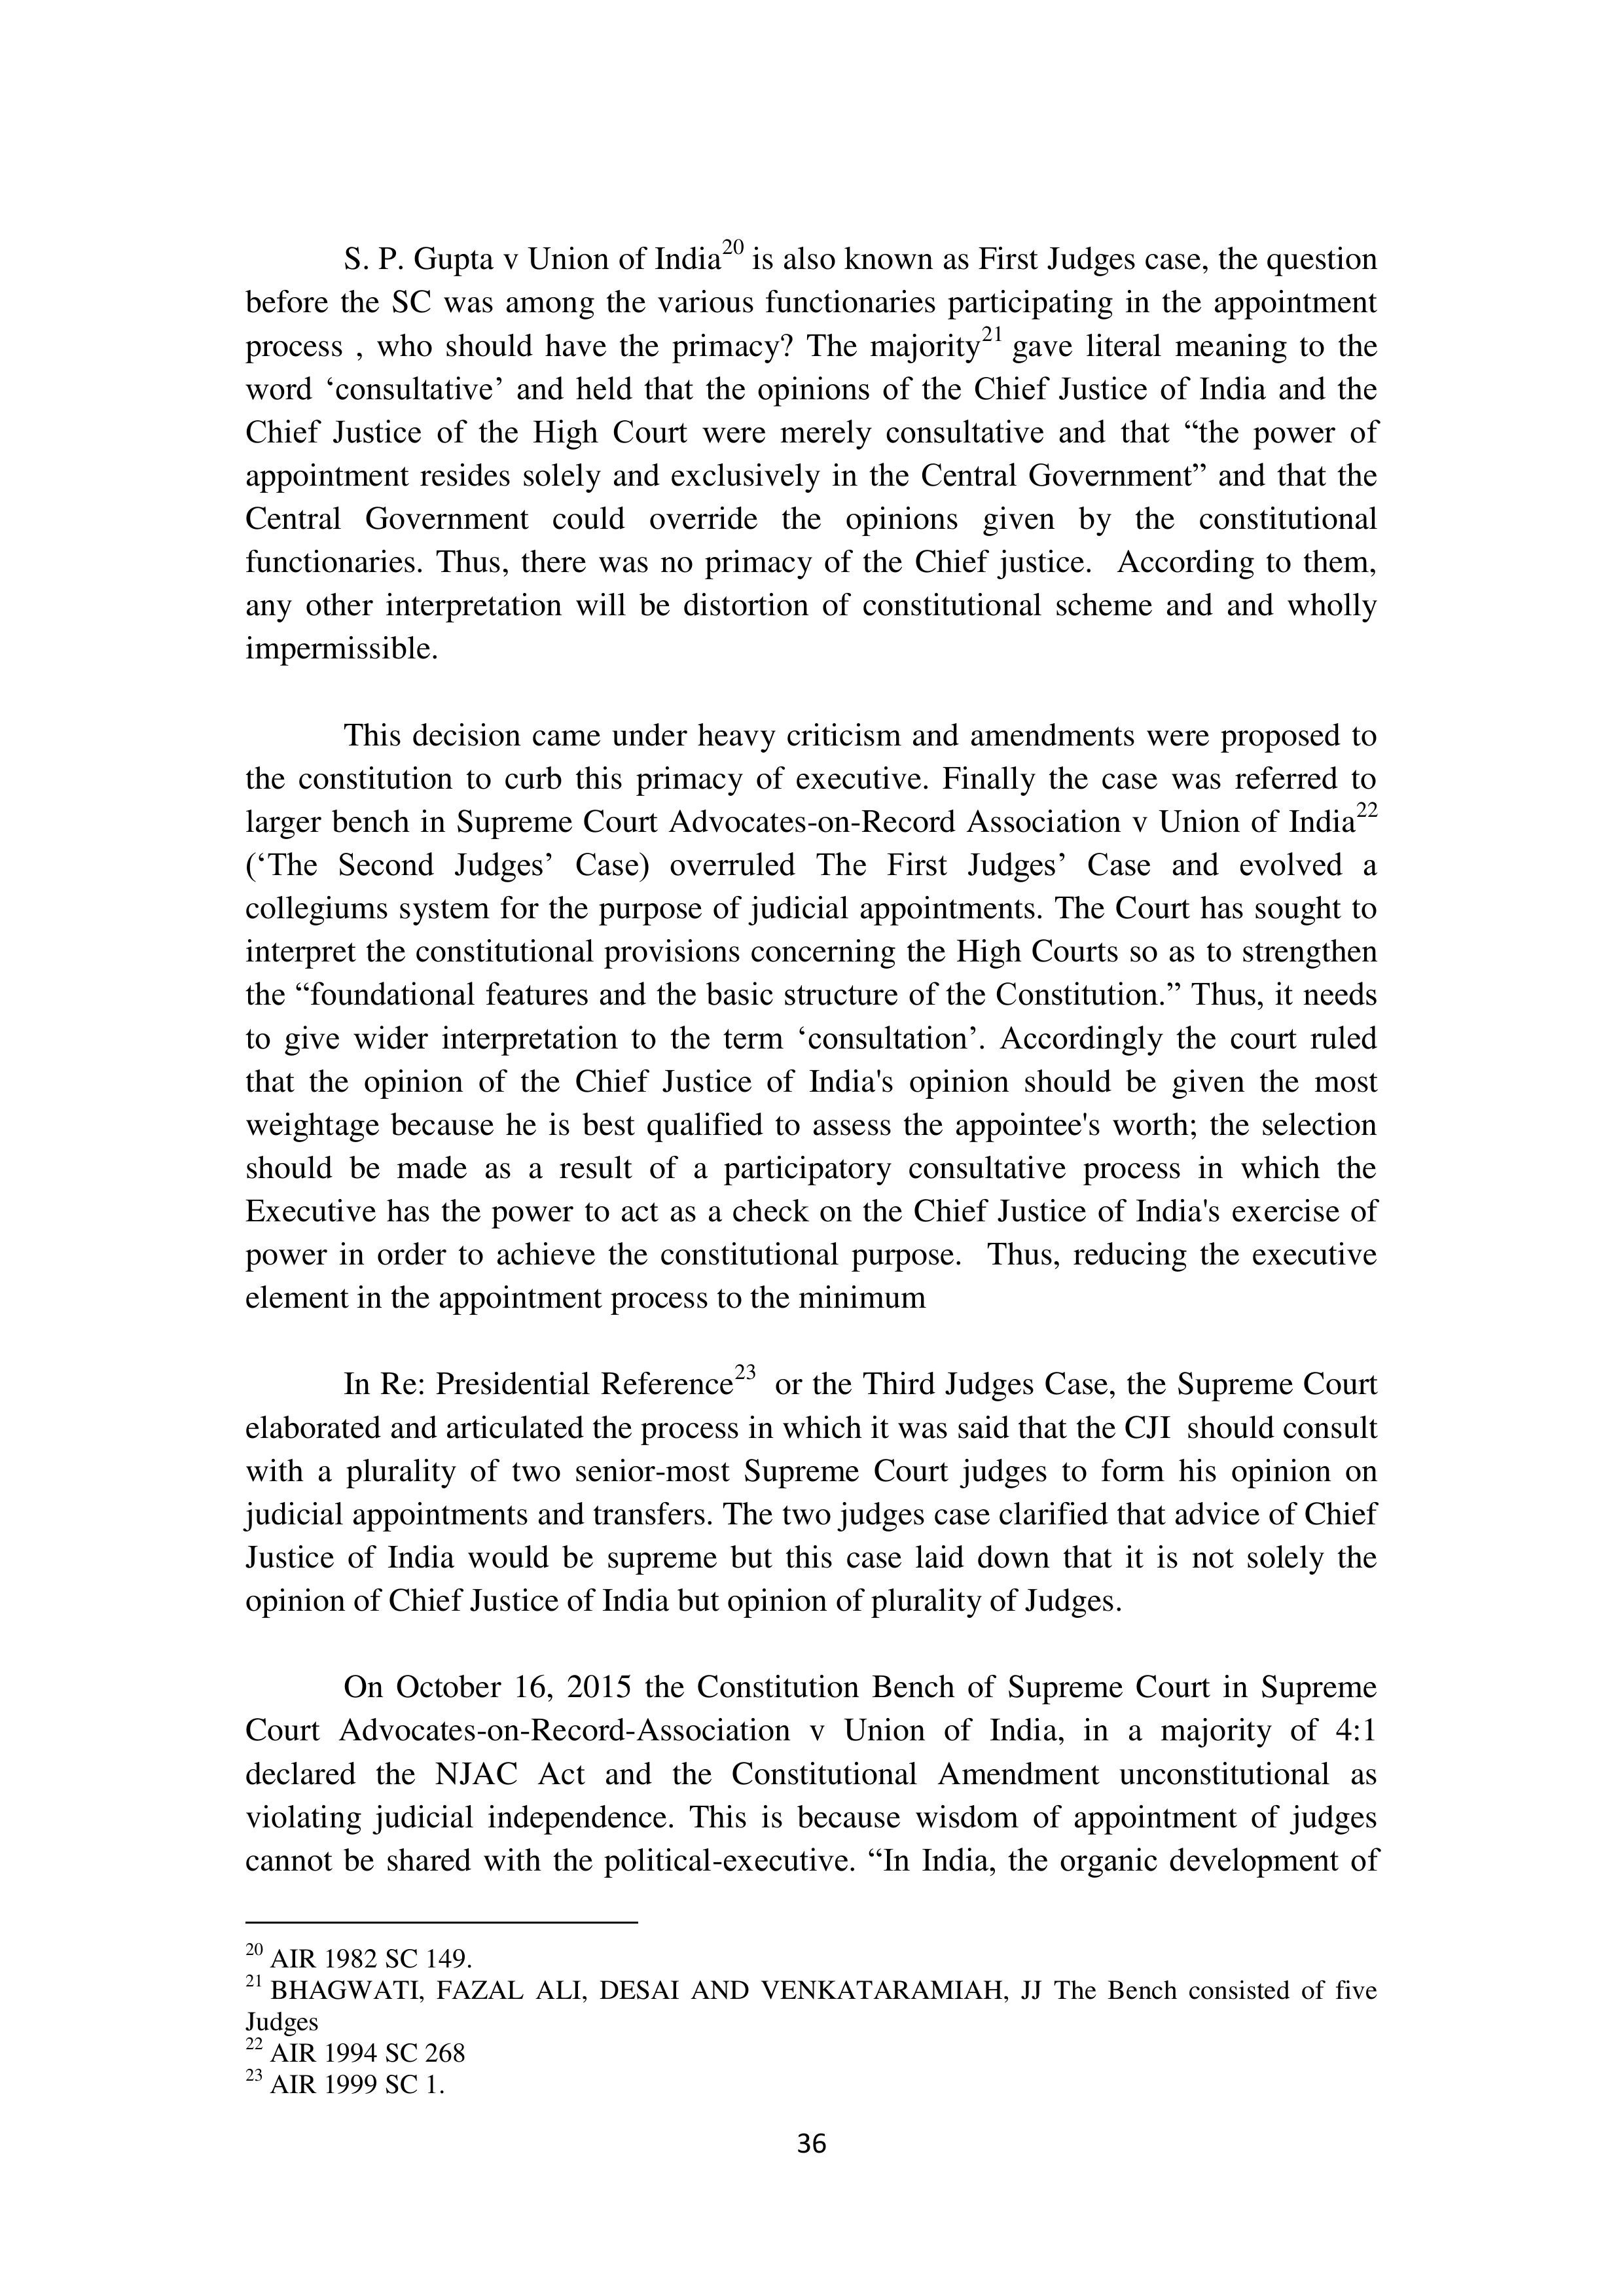 S. P. Gupta v Union of India20 is also known as First Judges case, the question
before the SC was among the various functionaries participating in the appointment
process , who should have the primacy? The majority21 gave literal meaning to the
word ‘consultative’ and held that the opinions of the Chief Justice of India and the
Chief Justice of the High Court were merely consultative and that “the power of
appointment resides solely and exclusively in the Central Government” and that the
Central Government could override the opinions given by the constitutional
functionaries. Thus, there was no primacy of the Chief justice.  According to them,
any other interpretation will be distortion of constitutional scheme and and wholly
impermissible.
This decision came under heavy criticism and amendments were proposed to
the constitution to curb this primacy of executive. Finally the case was referred to
larger bench in Supreme Court Advocates-on-Record Association v Union of India22
(‘The Second Judges’ Case) overruled The First Judges’ Case and evolved a
collegiums system for the purpose of judicial appointments. The Court has sought to
interpret the constitutional provisions concerning the High Courts so as to strengthen
the “foundational features and the basic structure of the Constitution.” Thus, it needs
to give wider interpretation to the term ‘consultation’. Accordingly the court ruled
that the opinion of the Chief Justice of India's opinion should be given the most
weightage because he is best qualified to assess the appointee's worth; the selection
should be made as a result of a participatory consultative process in which the
Executive has the power to act as a check on the Chief Justice of India's exercise of
power in order to achieve the constitutional purpose.  Thus, reducing the executive
element in the appointment process to the minimum
In Re: Presidential Reference23  or the Third Judges Case, the Supreme Court
elaborated and articulated the process in which it was said that the CJI  should consult
with a plurality of two senior-most Supreme Court judges to form his opinion on
judicial appointments and transfers. The two judges case clarified that advice of Chief
Justice of India would be supreme but this case laid down that it is not solely the
opinion of Chief Justice of India but opinion of plurality of Judges.
On October 16, 2015 the Constitution Bench of Supreme Court in Supreme
Court Advocates-on-Record-Association v Union of India, in a majority of 4:1
declared the NJAC Act and the Constitutional Amendment unconstitutional as
violating judicial independence. This is because wisdom of appointment of judges
cannot be shared with the political-executive. “In India, the organic development of
20 AIR 1982 SC 149.
21 BHAGWATI, FAZAL ALI, DESAI AND VENKATARAMIAH, JJ The Bench consisted of five
Judges
22 AIR 1994 SC 268
23 AIR 1999 SC 1.
36